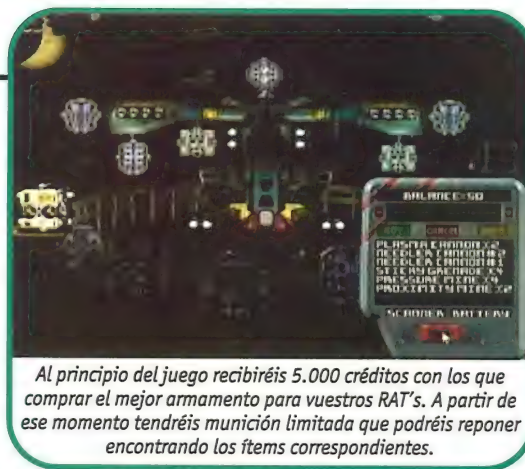 BALANCE:50
PLASMA CANNON X2
NEEDLER CANNON #2
NEEDLER CANNON #1
STICKY GRENADE X4
PRESSURE MINE X4
PROXIMITY MINE X2
SCANNER BATTERY
Al principio del juego recibiréis 5.000 créditos con los que
comprar el mejor armamento para vuestros RAT's. A partir de
ese momento tendréis munición limitada que podréis reponer
encontrando los ítems correspondientes.